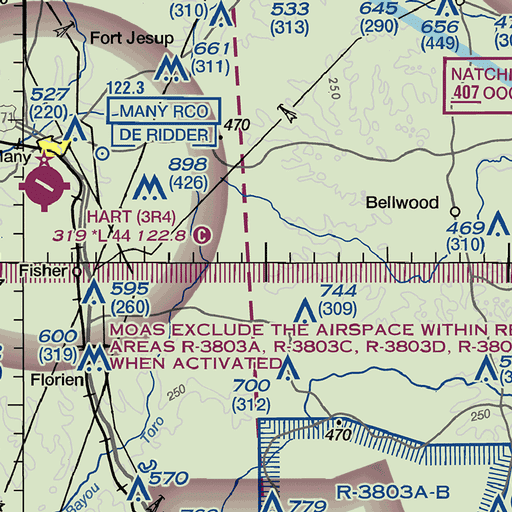 (310)
533
(313)
645
(290)
656
(449)
Fort Jesup
661
(311)
250
NATCHE
407
122.3
MANY RCO
DE RIDDER
527
(220)
470
Many
898
(426)
Bellwood
469
(310)
HART (3R4)
319 *L 44 122.8 C
Fisher
595
(260)
744
(309)
600
(319)
MOAS EXCLUDE THE AIRSPACE WITHIN RE
AREAS R-3803A, R-3803C, R-3803D, R-380
WHEN ACTIVATED
Florien
250
700
(312)
250
470
Toro
Bayou
570
779
R-3803A-B